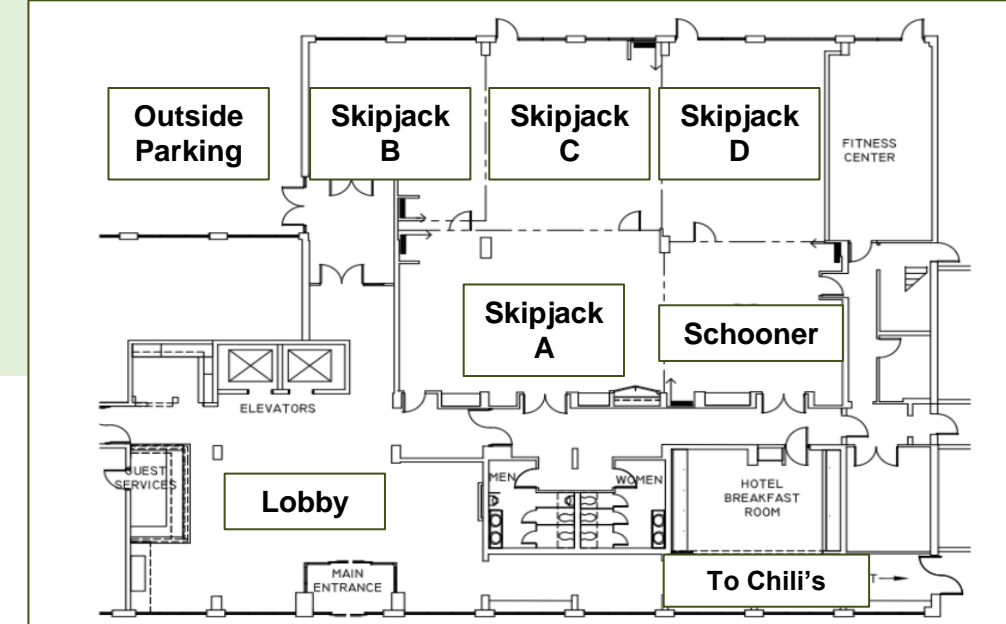 Outside
Parking
Skipjack
B
Skipjack
C
Skipjack
D
FITNESS
CENTER
Skipjack
A
Schooner
ELEVATORS
GUEST
SERVICES
Lobby
MEN
WOMEN
HOTEL
BREAKFAST
ROOM
MAIN
ENTRANCE
To Chili's